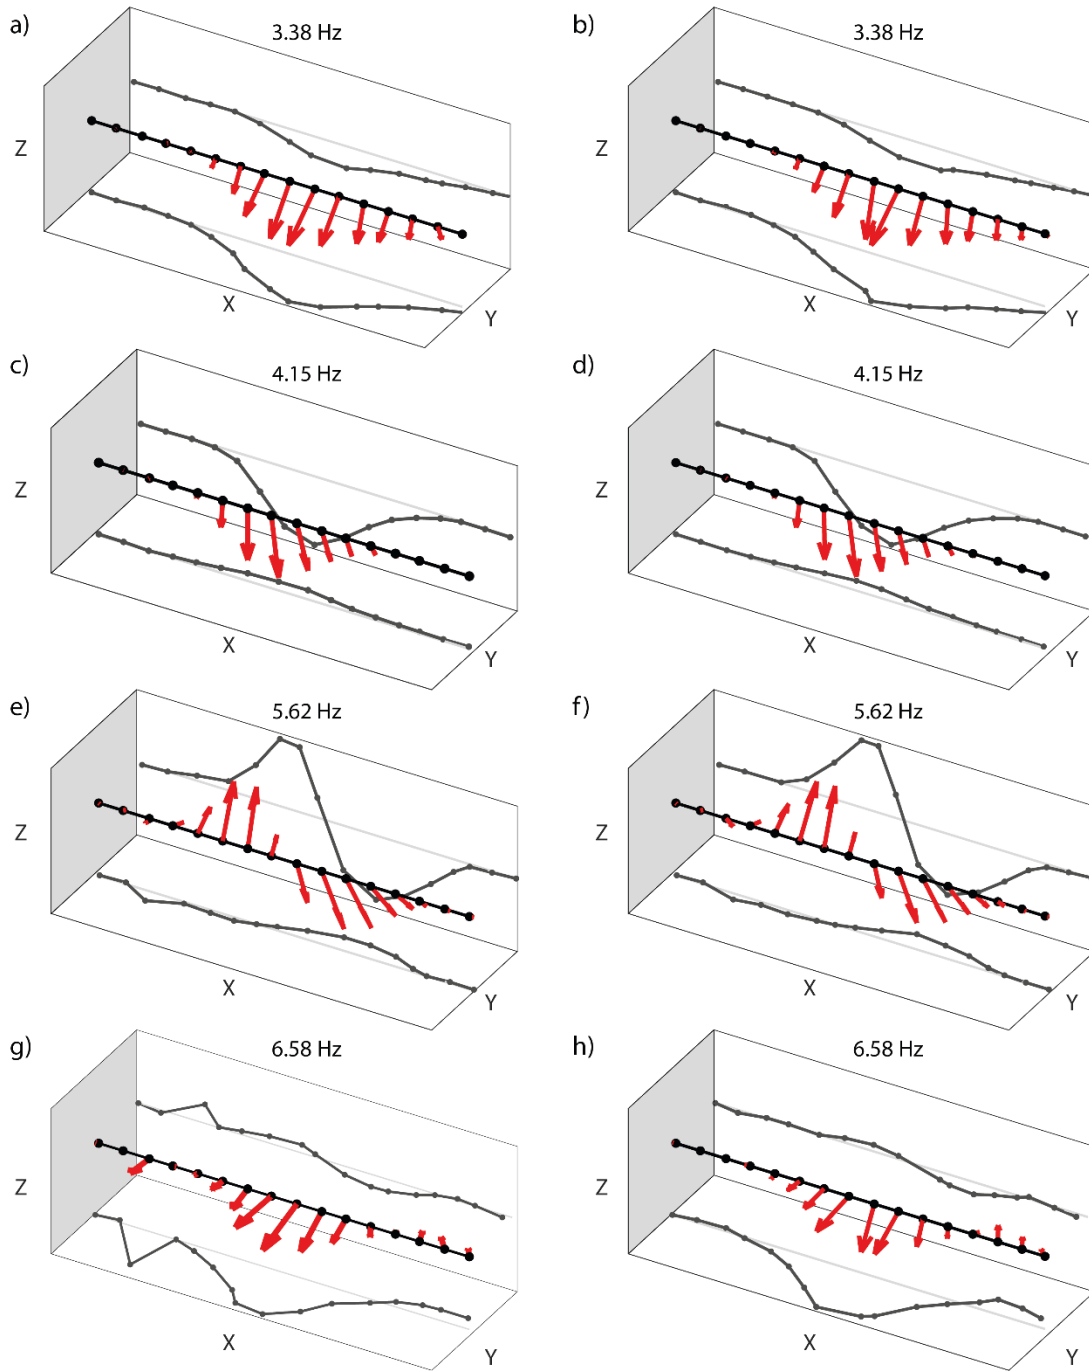 a) 3.38 Hz
Z
X
Y
b) 3.38 Hz
Z
X
Y
c) 4.15 Hz
Z
X
Y
d) 4.15 Hz
Z
X
Y
e) 5.62 Hz
Z
X
Y
f) 5.62 Hz
Z
X
Y
g) 6.58 Hz
Z
X
Y
h) 6.58 Hz
Z
X
Y